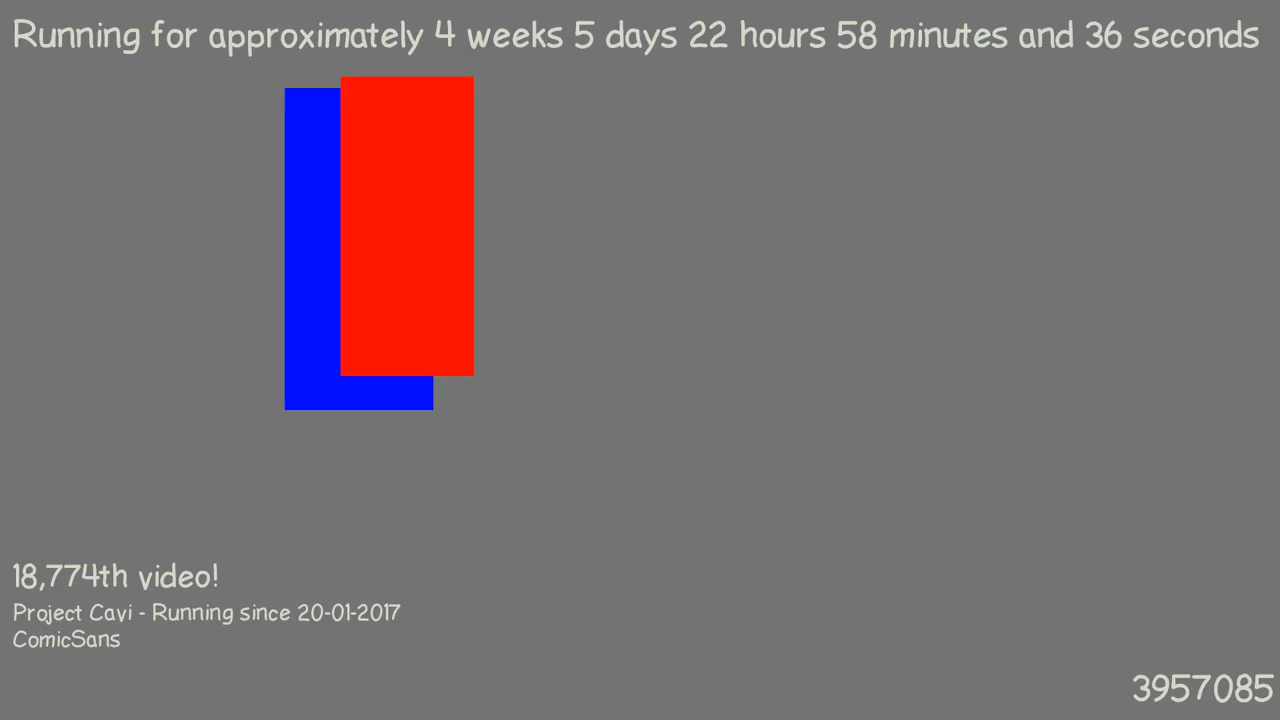 Running for approximately 4 weeks 5 days 22 hours 58 minutes and 36 seconds
18,774th video!
Project Cavi - Running since 20-01-2017
ComicSans
3957085